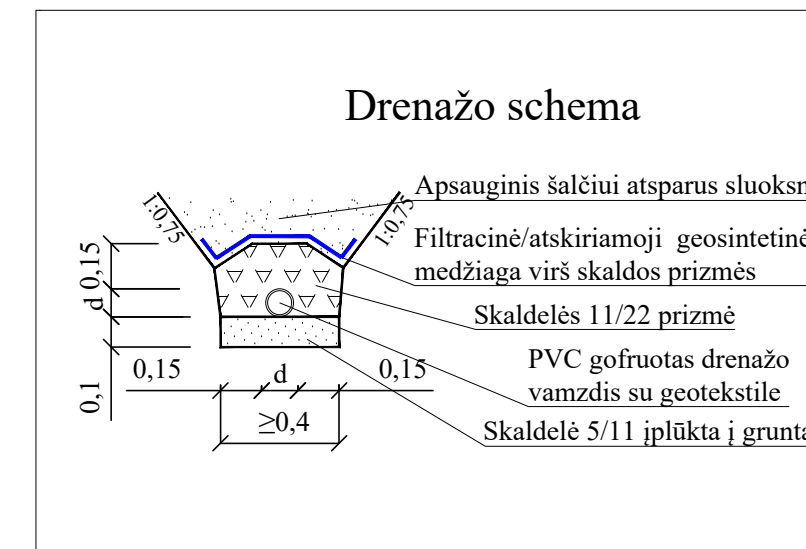 Drenažo schema
Apsauginis šalčiui atsparus sluoksn
1:0,75
1:0,75
Filtracinė/atskiriamoji geosintetinė
medžiaga virš skaldos prizmės
0,15
d
Skaldelės 11/22 prizmė
PVC gofruotas drenažo
vamzdis su geotekstile
0,1
0,15
d
0,15
≥0,4
Skaldelė 5/11 įplūkta į grunta